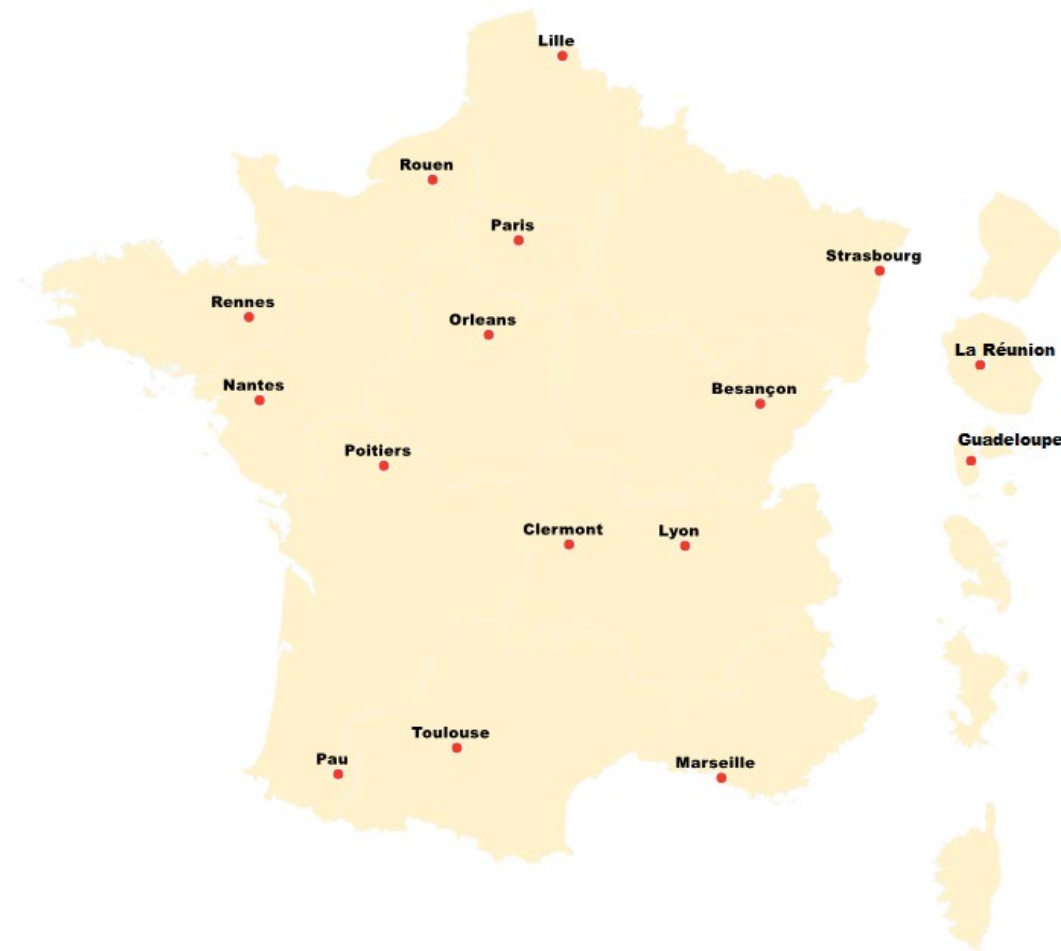 Lille
Rouen
Paris
Strasbourg
Rennes
Orleans
La Réunion
Nantes
Besançon
Guadeloupe
Poitiers
Clermont
Lyon
Toulouse
Pau
Marseille